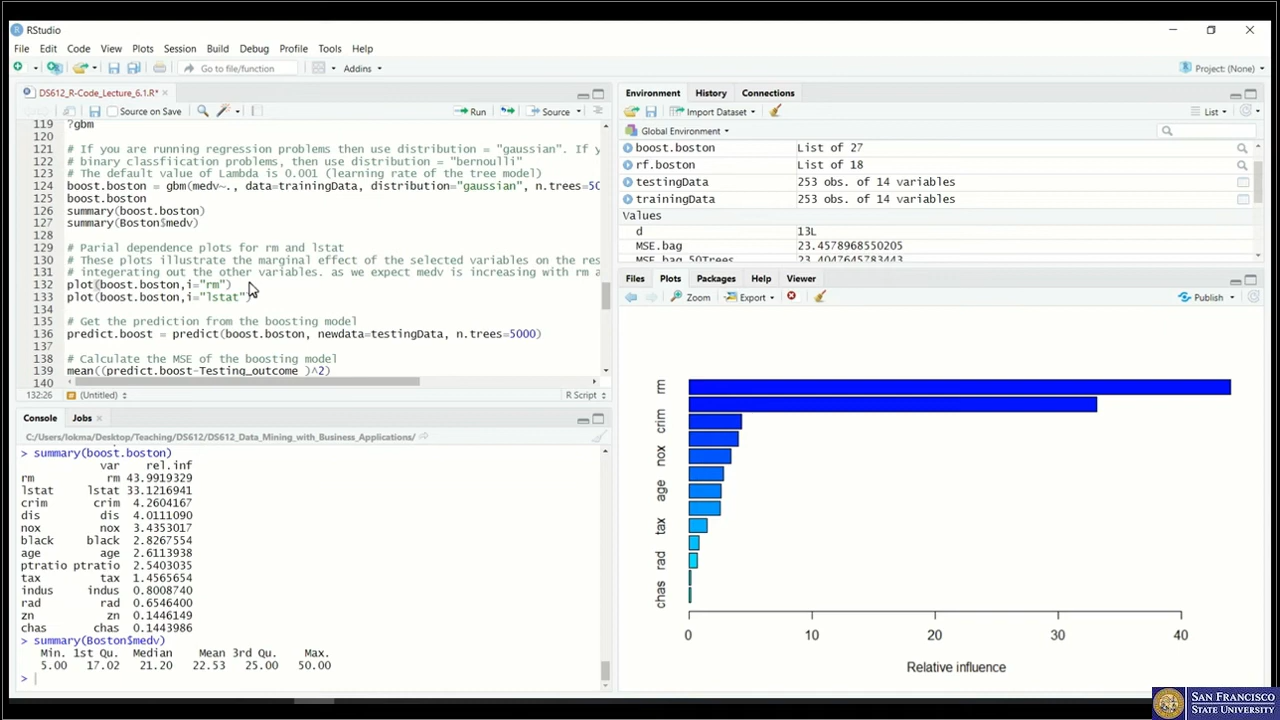 RStudio
File Edit Code View Plots Session Build Debug Profile Tools Help
Go to file/function Addins Project: (None)
DS612_R-Code_Lecture_6.1.R*
Source on Save Run Source
119 ?gbm
120
121 # If you are running regression problems then use distribution = "gaussian". If y
122 # binary classfiication problems, then use distribution = "bernoulli"
123 # The default value of Lambda is 0.001 (learning rate of the tree model)
124 boost.boston = gbm(medv~., data=trainingData, distribution="gaussian", n.trees=50
125 boost.boston
126 summary(boost.boston)
127 summary(Boston$medv)
128
129 # Parial dependence plots for rm and lstat
130 # These plots illustrate the marginal effect of the selected variables on the res
131 # integerating out the other variables. as we expect medv is increasing with rm a
132 plot(boost.boston,i="rm")
133 plot(boost.boston,i="lstat")
134
135 # Get the prediction from the boosting model
136 predict.boost = predict(boost.boston, newdata=testingData, n.trees=5000)
137
138 # Calculate the MSE of the boosting model
139 mean((predict.boost-Testing_outcome )^2)
140
132:26 (Untitled) R Script
Console Jobs
C:/Users/lokma/Desktop/Teaching/DS612/DS612_Data_Mining_with_Business_Applications/
> summary(boost.boston)
var rel.inf
rm rm 43.9919329
lstat lstat 33.1216941
crim crim 4.2604167
dis dis 4.0111090
nox nox 3.4353017
black black 2.8267554
age age 2.6113938
ptratio ptratio 2.5403035
tax tax 1.4565654
indus indus 0.8008740
rad rad 0.6546400
zn zn 0.1446149
chas chas 0.1443986
> summary(Boston$medv)
Min. 1st Qu. Median Mean 3rd Qu. Max.
5.00 17.02 21.20 22.53 25.00 50.00
>
Environment History Connections
Import Dataset List
Global Environment
boost.boston List of 27
rf.boston List of 18
testingData 253 obs. of 14 variables
trainingData 253 obs. of 14 variables
Values
d 13L
MSE.bag 23.4578968550205
MSE.bag.50Trees 23.4047645783443
Files Plots Packages Help Viewer
Zoom Export Publish
rm
crim
nox
age
tax
rad
chas
0 10 20 30 40
Relative influence
SAN FRANCISCO
STATE UNIVERSITY